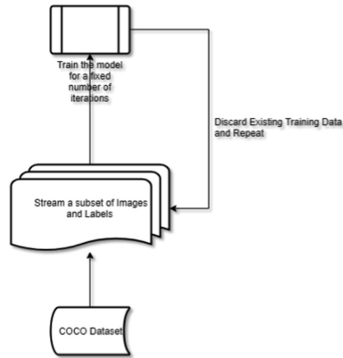 Train the model
for a fixed
number of
iterations
Discard Existing Training Data
and Repeat
Stream a subset of Images
and Labels
COCO Dataset